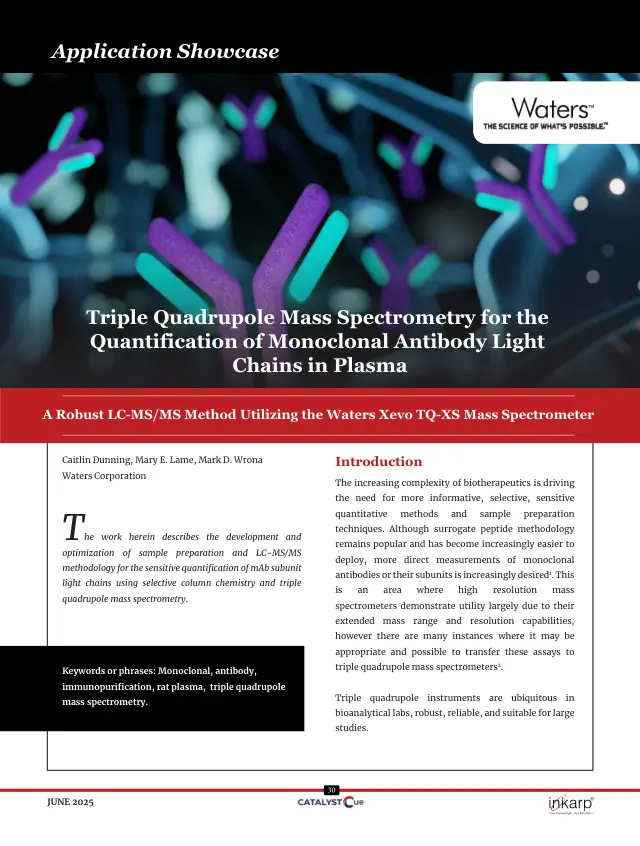 Application Showcase
Waters™
THE SCIENCE OF WHAT'S POSSIBLE.™
Triple Quadrupole Mass Spectrometry for the
Quantification of Monoclonal Antibody Light
Chains in Plasma
A Robust LC-MS/MS Method Utilizing the Waters Xevo TQ-XS Mass Spectrometer
Caitlin Dunning, Mary E. Lame, Mark D. Wrona
Waters Corporation
The work herein describes the development and
optimization of sample preparation and LC-MS/MS
methodology for the sensitive quantification of mAb subunit
light chains using selective column chemistry and triple
quadrupole mass spectrometry.
Keywords or phrases: Monoclonal, antibody,
immunopurification, rat plasma, triple quadrupole
mass spectrometry.
Introduction
The increasing complexity of biotherapeutics is driving
the need for more informative, selective, sensitive
quantitative methods and sample preparation
techniques. Although surrogate peptide methodology
remains popular and has become increasingly easier to
deploy, more direct measurements of monoclonal
antibodies or their subunits is increasingly desired¹. This
is an area where high resolution mass
spectrometers demonstrate utility largely due to their
extended mass range and resolution capabilities,
however there are many instances where it may be
appropriate and possible to transfer these assays to
triple quadrupole mass spectrometers².
Triple quadrupole instruments are ubiquitous in
bioanalytical labs, robust, reliable, and suitable for large
studies.
30
JUNE 2025
CATALYST Cue
inkarp®